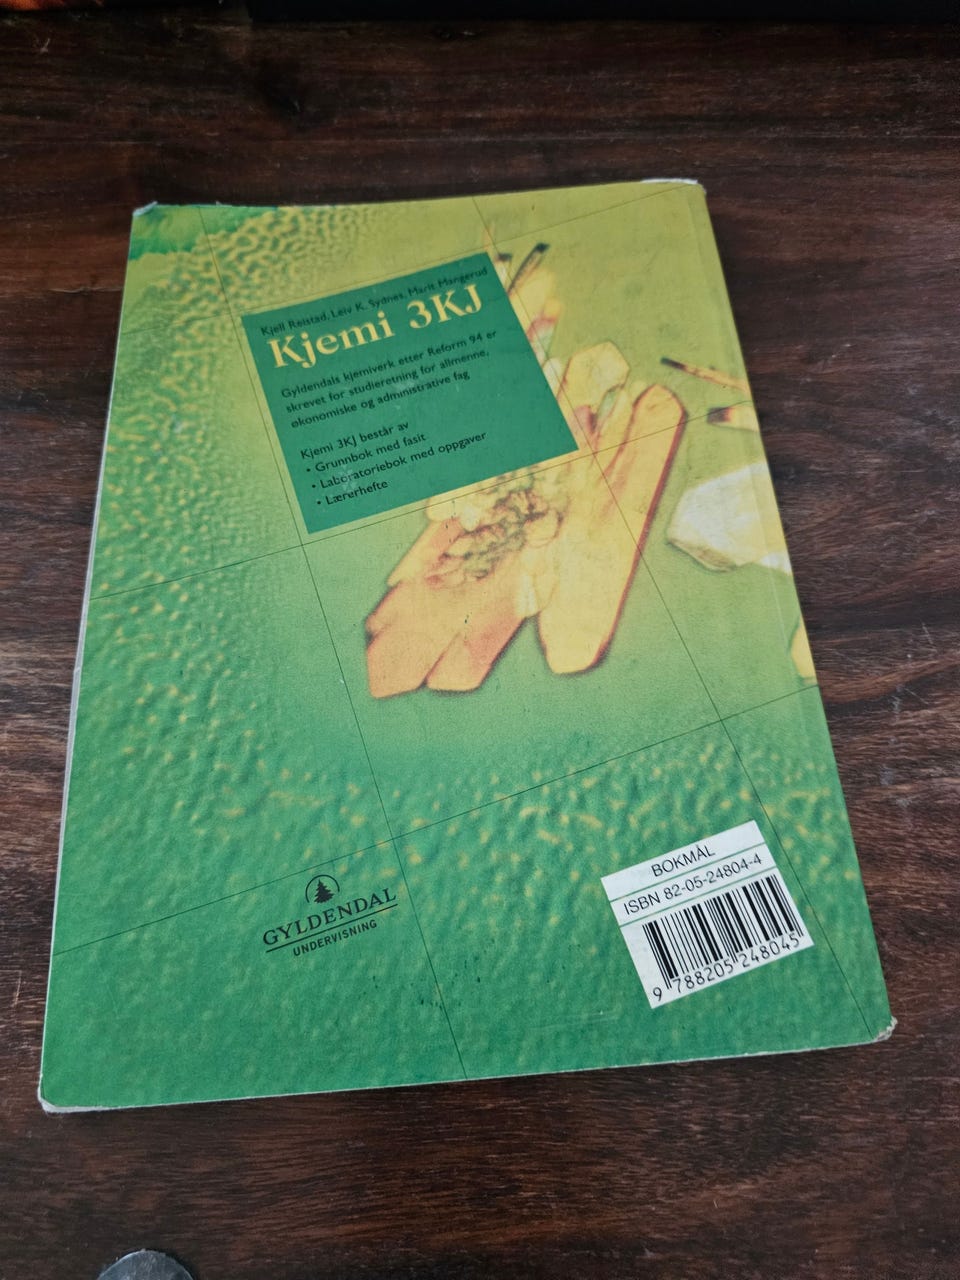 Kjell Reistad, Leiv K. Sydnes, Marit Mangerud
Kjemi 3KJ
Gyldendals kjemiverk etter Reform 94 er
skrevet for studieretning for allmenne,
økonomiske og administrative fag
Kjemi 3KJ består av
• Grunnbok med fasit
• Laboratoriebok med oppgaver
• Lærerhefte
GYLDENDAL
UNDERVISNING
BOKMÅL
ISBN 82-05-24804-4
9 788205 248045